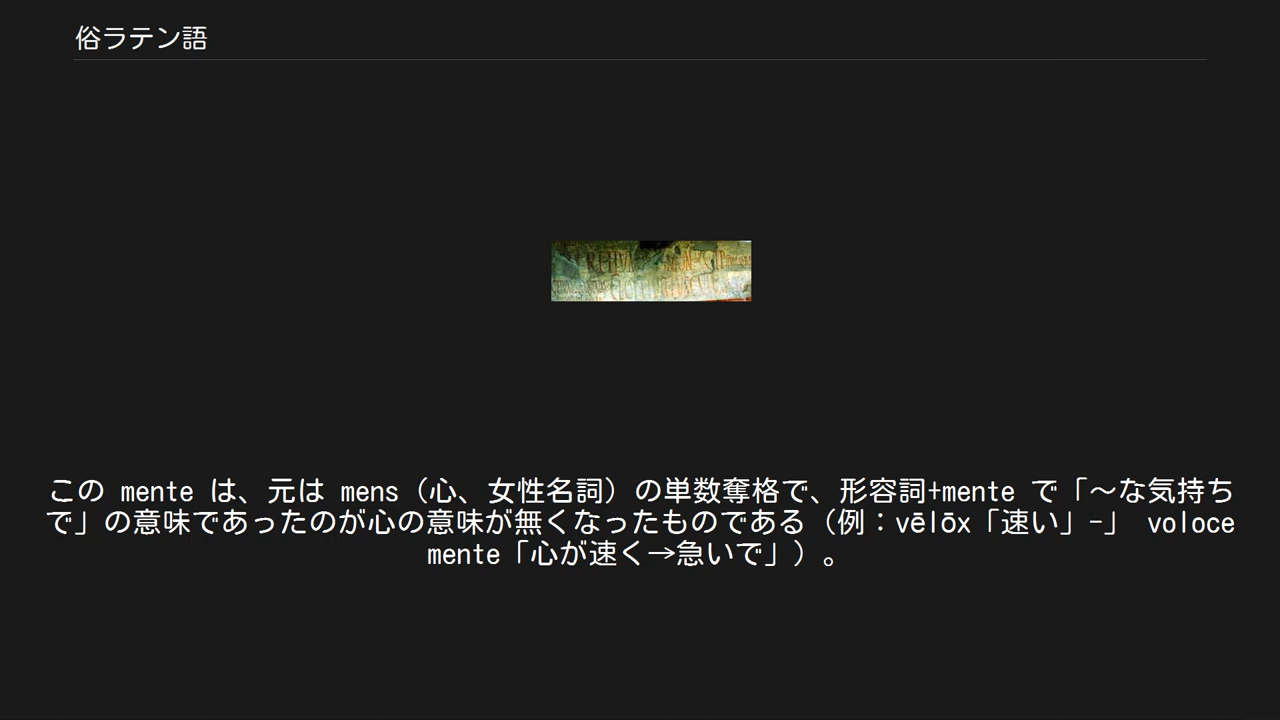 俗ラテン語
この mente は、元は mens（心、女性名詞）の単数奪格で、形容詞+mente で「〜な気持ち
で」の意味であったのが心の意味が無くなったものである（例：vēlōx「速い」-」 voloce
mente「心が速く→急いで」）。